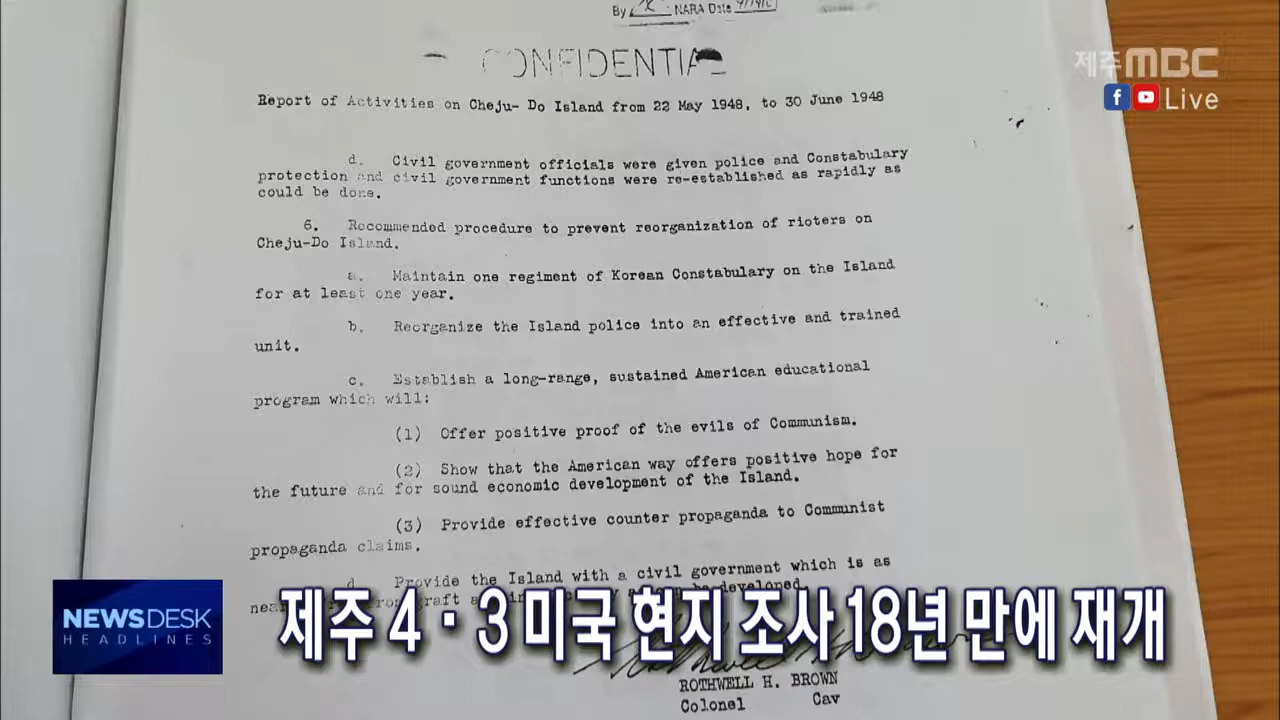 By NARA Date
제주MBC
Live
CONFIDENTIAL
Report of Activities on Cheju- Do Island from 22 May 1948, to 30 June 1948
d. Civil government officials were given police and Constabulary
protection and civil government functions were re-established as rapidly as
could be done.
6. Recommended procedure to prevent reorganization of rioters on
Cheju-Do Island.
a. Maintain one regiment of Korean Constabulary on the Island
for at least one year.
b. Reorganize the Island police into an effective and trained
unit.
c. Establish a long-range, sustained American educational
program which will:
(1) Offer positive proof of the evils of Communism.
(2) Show that the American way offers positive hope for
the future and for sound economic development of the Island.
(3) Provide effective counter propaganda to Communist
propaganda claims.
d. Provide the Island with a civil government which is as
developed.
NEWSDESK
HEADLINES
제주 4·3 미국 현지 조사 18년 만에 재개
ROTHWELL H. BROWN
Colonel Cav